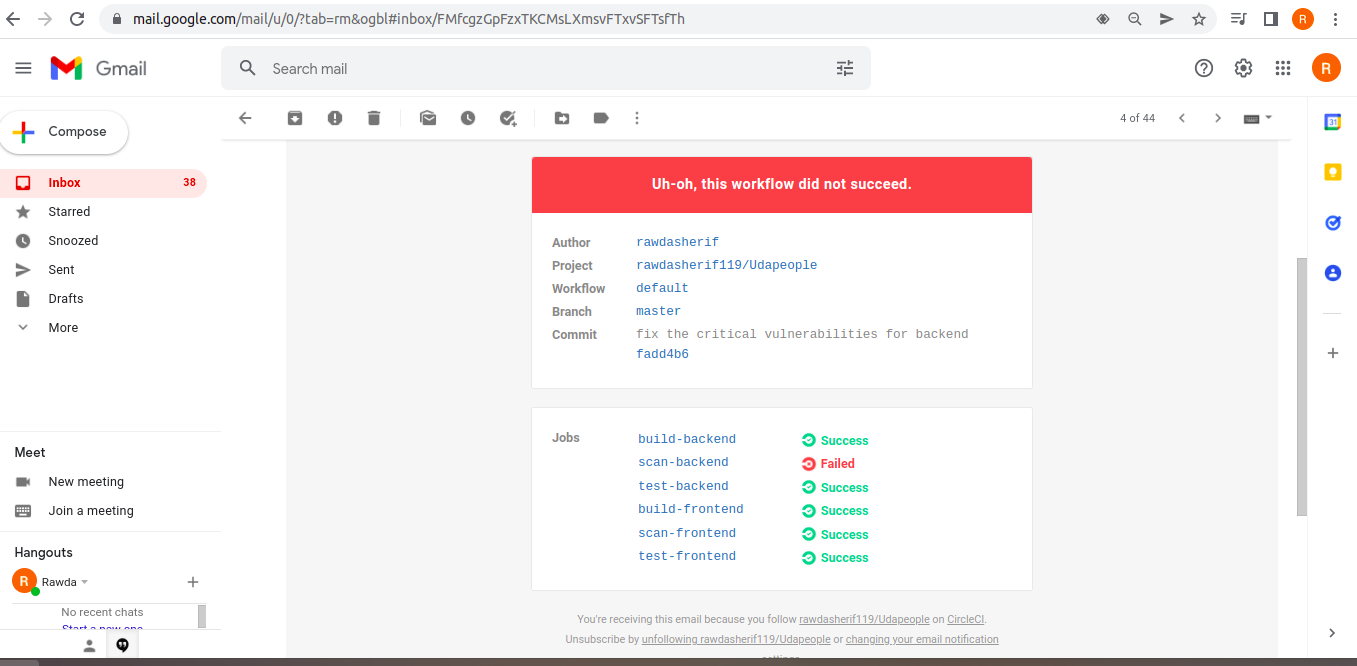 mail.google.com/mail/u/0/?tab=rm&ogbl#inbox/FMfcgzGpFzxTKCMsLXmsvFTxvSFTsfTh
R
Gmail
Search mail
R
Compose
4 of 44
31
Inbox 38
Starred
Snoozed
Sent
Drafts
More
Uh-oh, this workflow did not succeed.
Author rawdasherif
Project rawdasherif119/Udapeople
Workflow default
Branch master
Commit fix the critical vulnerabilities for backend
fadd4b6
Jobs build-backend Success
scan-backend Failed
test-backend Success
build-frontend Success
scan-frontend Success
test-frontend Success
Meet
New meeting
Join a meeting
Hangouts
R Rawda
No recent chats
Start a new one
You're receiving this email because you follow rawdasherif119/Udapeople on CircleCI.
Unsubscribe by unfollowing rawdasherif119/Udapeople or changing your email notification
settings